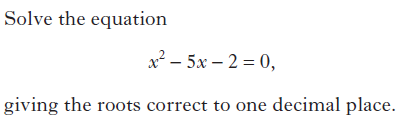 Solve the equation
x² – 5x – 2 = 0,
giving the roots correct to one decimal place.